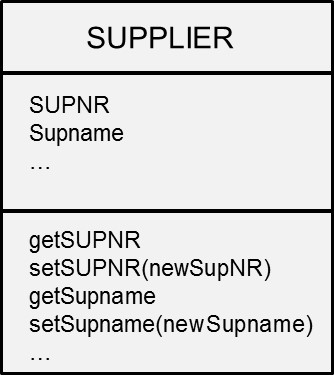 SUPPLIER
SUPNR
Supname
…
getSUPNR
setSUPNR(newSupNR)
getSupname
setSupname(newSupname)
…